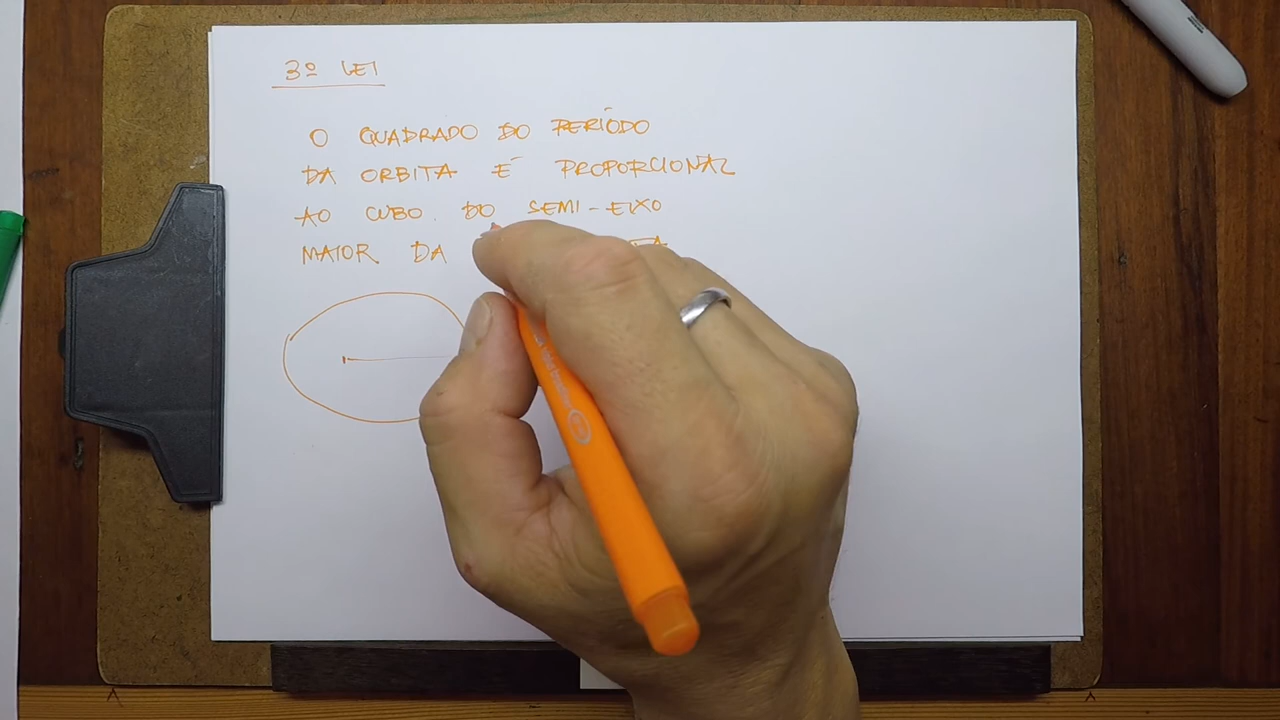 3º LEI
O QUADRADO DO PERÍODO
DA ORBITA É PROPORCIONAL
AO CUBO. DO SEMI-EIXO
MAIOR DA